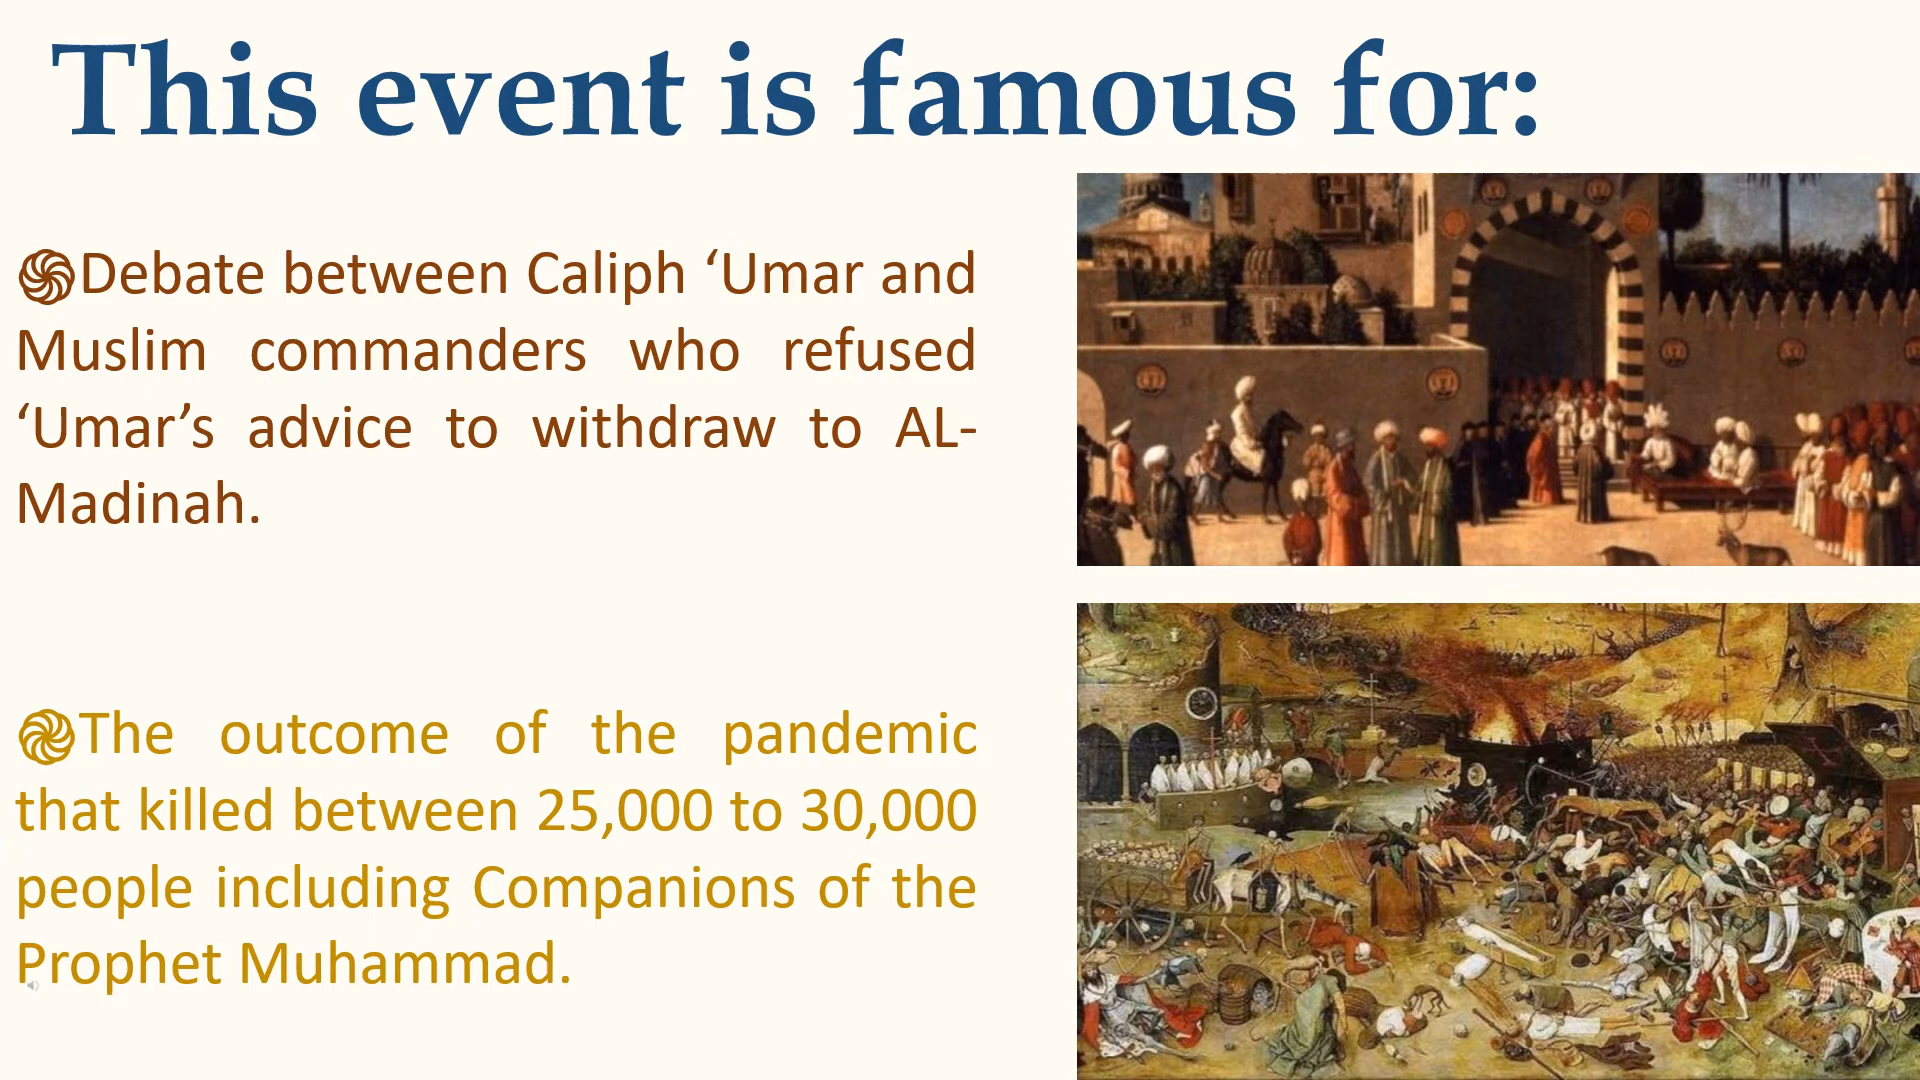 This event is famous for:
Debate between Caliph ‘Umar and
Muslim commanders who refused
‘Umar’s advice to withdraw to AL-
Madinah.
The outcome of the pandemic
that killed between 25,000 to 30,000
people including Companions of the
Prophet Muhammad.